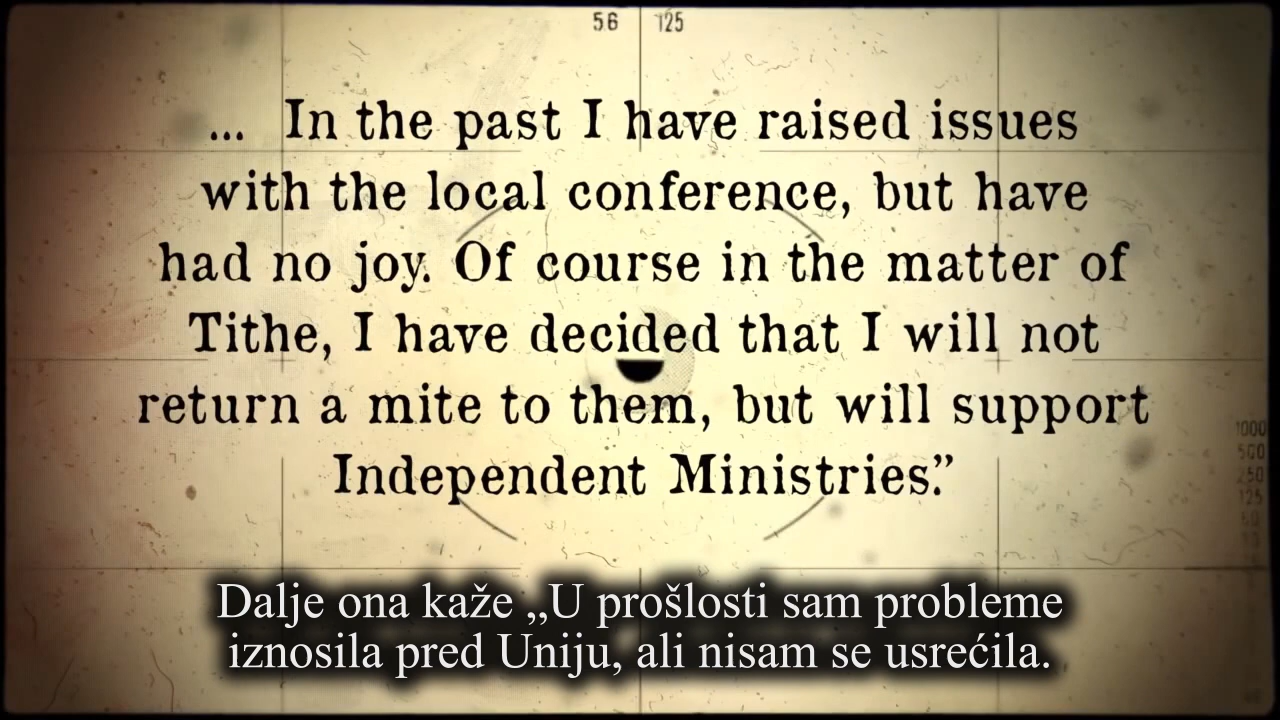 56 125
... In the past I have raised issues
with the local conference, but have
had no joy. Of course in the matter of
Tithe, I have decided that I will not
return a mite to them, but will support
Independent Ministries.”
1000
500
250
125
Dalje ona kaže „U prošlosti sam probleme
iznosila pred Uniju, ali nisam se usrećila.